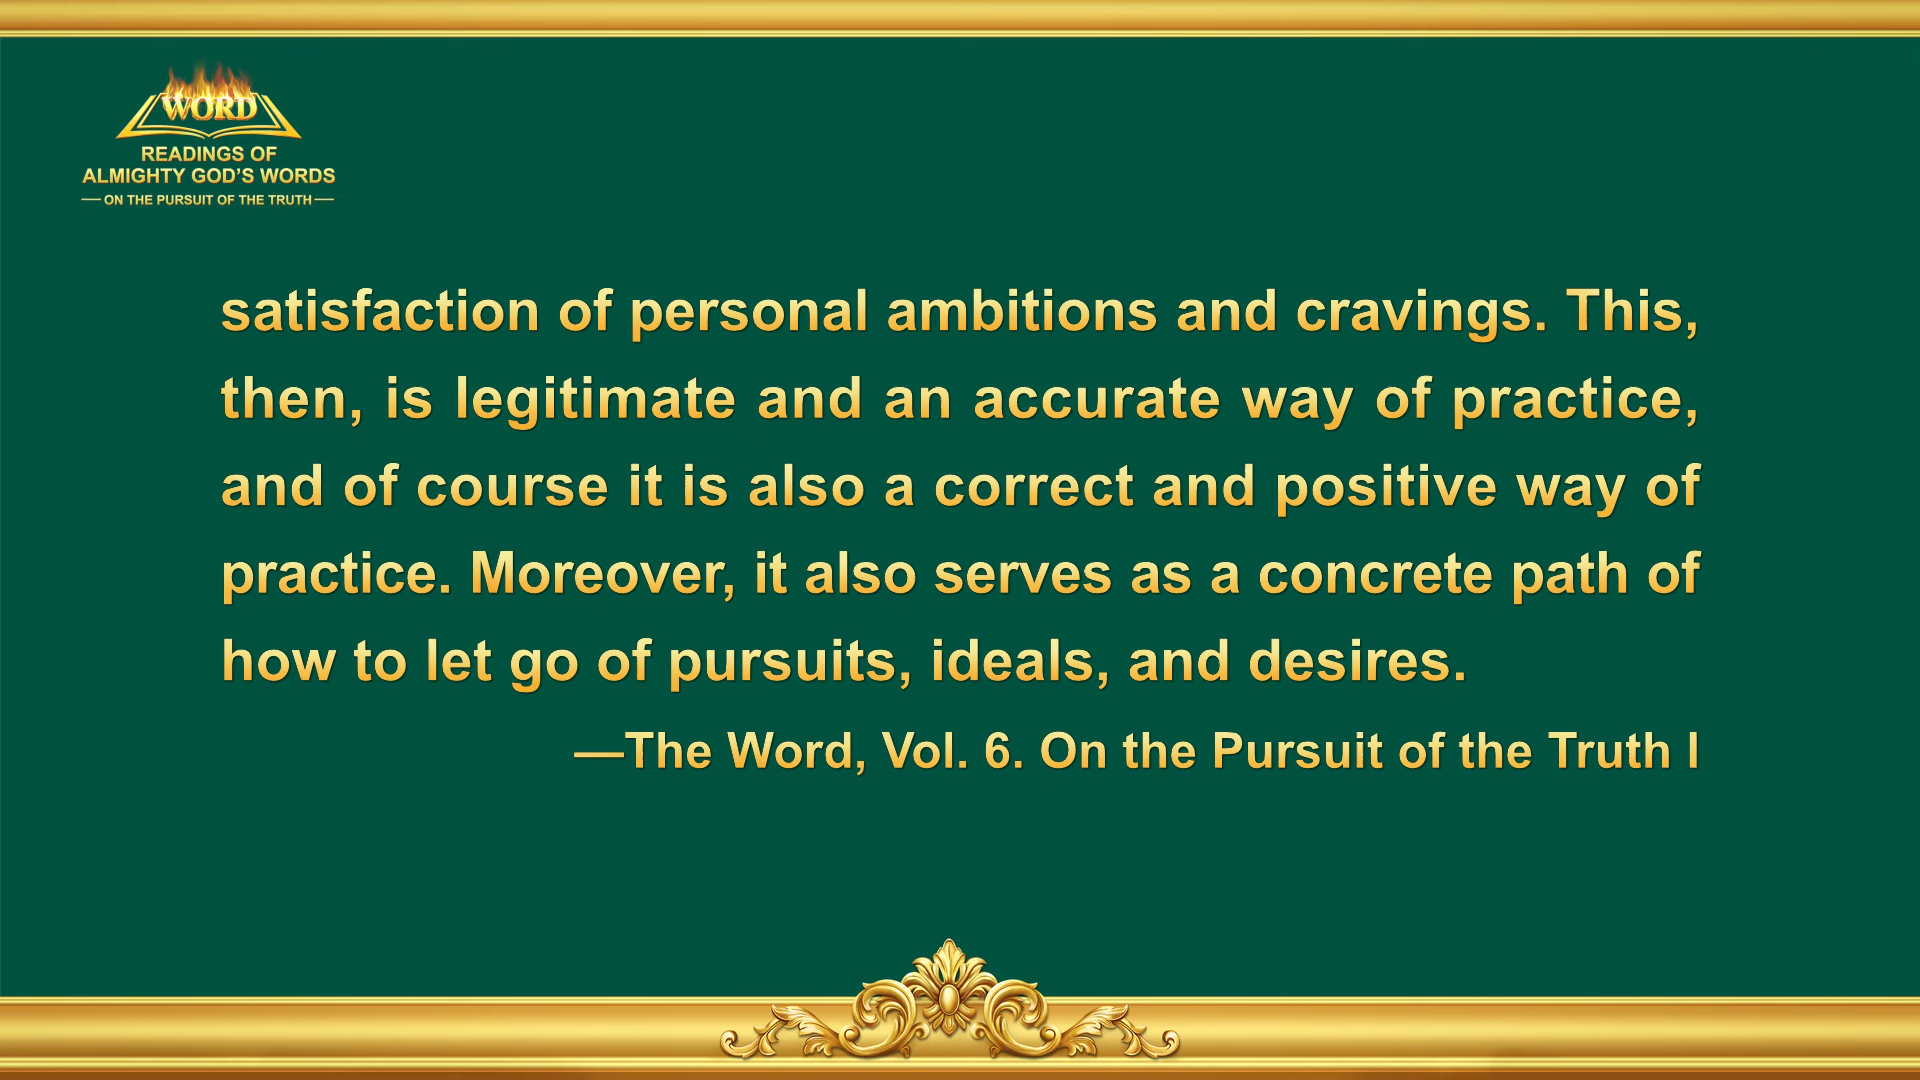 WORD
READINGS OF
ALMIGHTY GOD'S WORDS
— ON THE PURSUIT OF THE TRUTH —
satisfaction of personal ambitions and cravings. This,
then, is legitimate and an accurate way of practice,
and of course it is also a correct and positive way of
practice. Moreover, it also serves as a concrete path of
how to let go of pursuits, ideals, and desires.
—The Word, Vol. 6. On the Pursuit of the Truth I